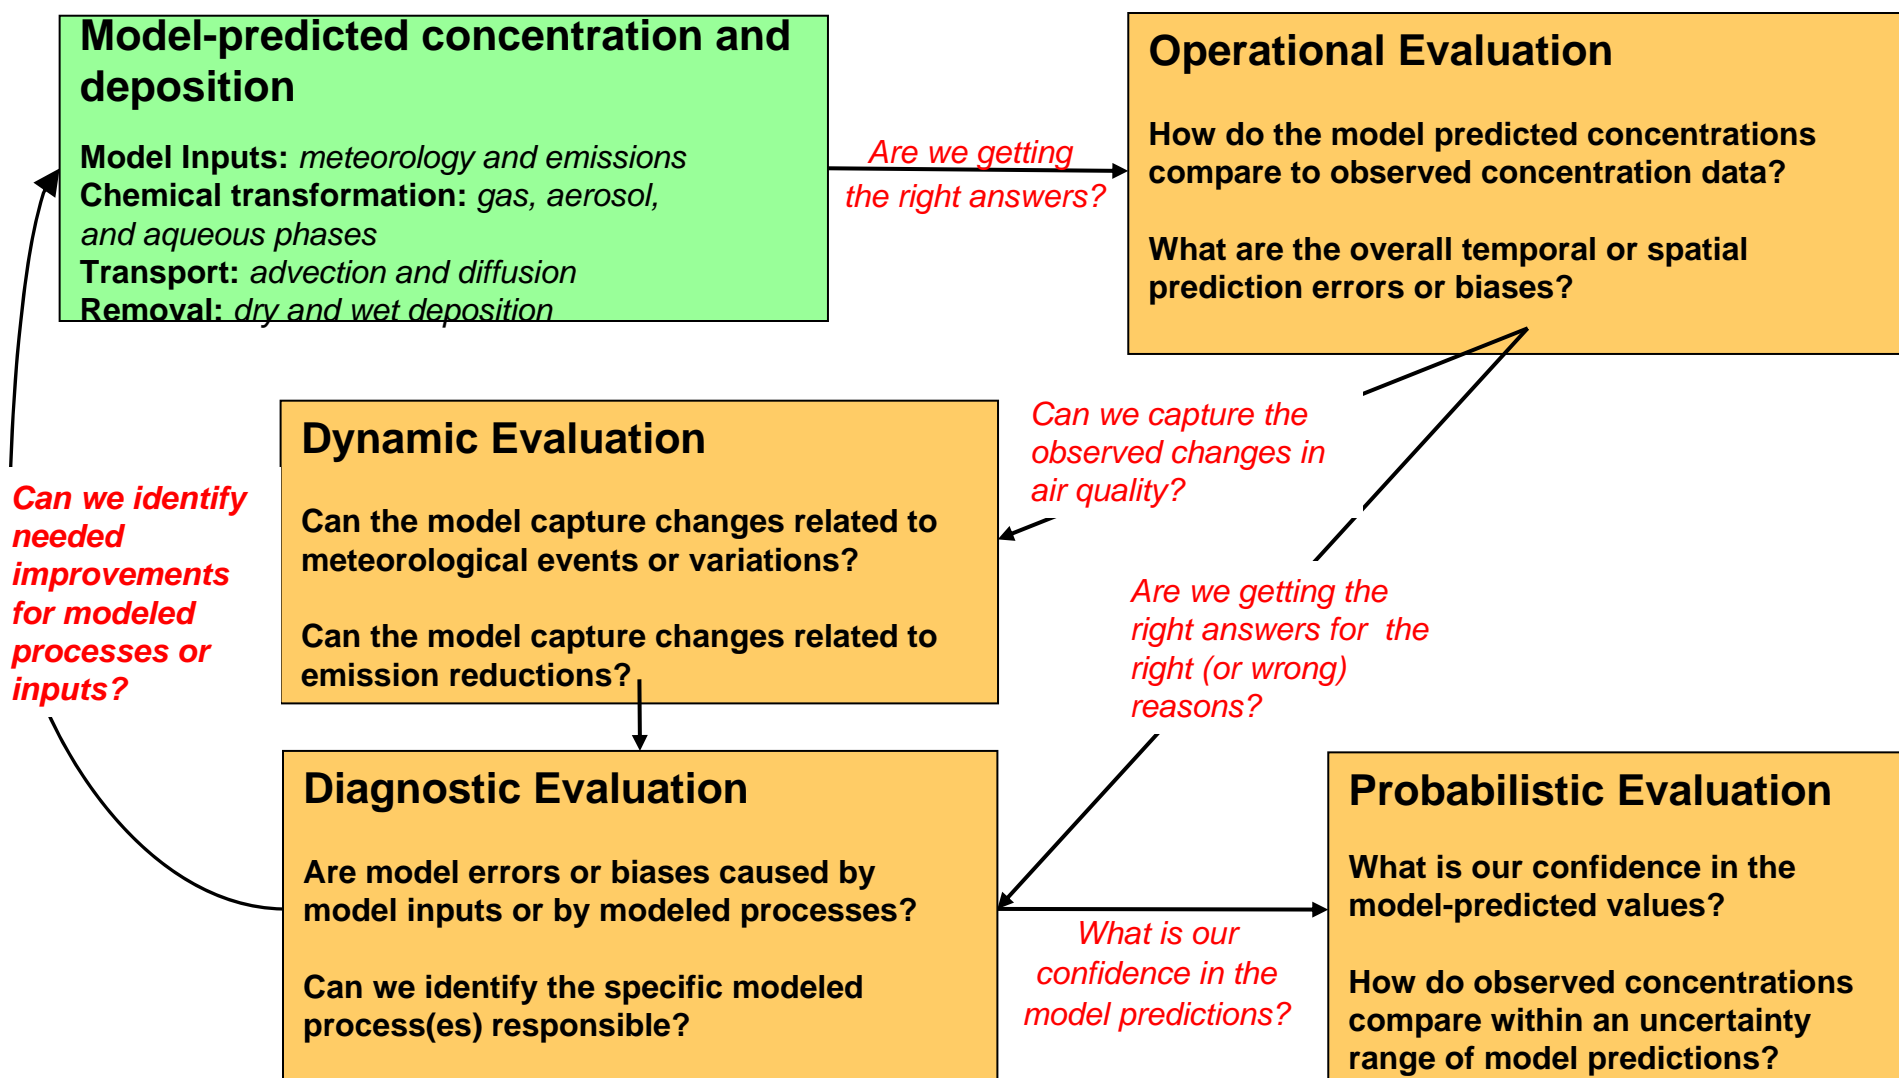 Model-predicted concentration and
deposition
Model Inputs: meteorology and emissions
Chemical transformation: gas, aerosol,
and aqueous phases
Transport: advection and diffusion
Removal: dry and wet deposition
Are we getting
the right answers?
Operational Evaluation
How do the model predicted concentrations
compare to observed concentration data?
What are the overall temporal or spatial
prediction errors or biases?
Can we capture the
observed changes in
air quality?
Dynamic Evaluation
Can the model capture changes related to
meteorological events or variations?
Can the model capture changes related to
emission reductions?
Can we identify
needed
improvements
for modeled
processes or
inputs?
Are we getting the
right answers for  the
right (or wrong)
reasons?
Diagnostic Evaluation
Are model errors or biases caused by
model inputs or by modeled processes?
Can we identify the specific modeled
process(es) responsible?
What is our
confidence in the
model predictions?
Probabilistic Evaluation
What is our confidence in the
model-predicted values?
How do observed concentrations
compare within an uncertainty
range of model predictions?